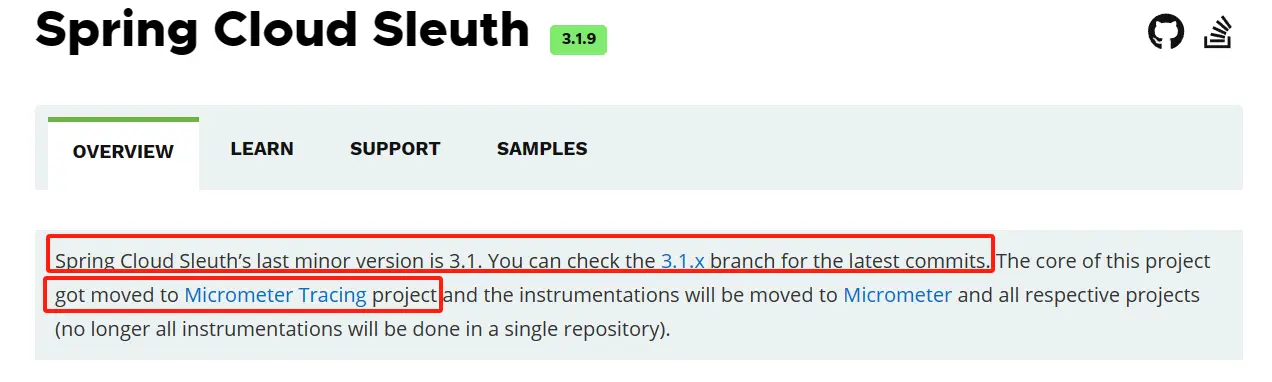 Spring Cloud Sleuth 3.1.9
OVERVIEW LEARN SUPPORT SAMPLES
Spring Cloud Sleuth’s last minor version is 3.1. You can check the 3.1.x branch for the latest commits. The core of this project
got moved to Micrometer Tracing project and the instrumentations will be moved to Micrometer and all respective projects
(no longer all instrumentations will be done in a single repository).